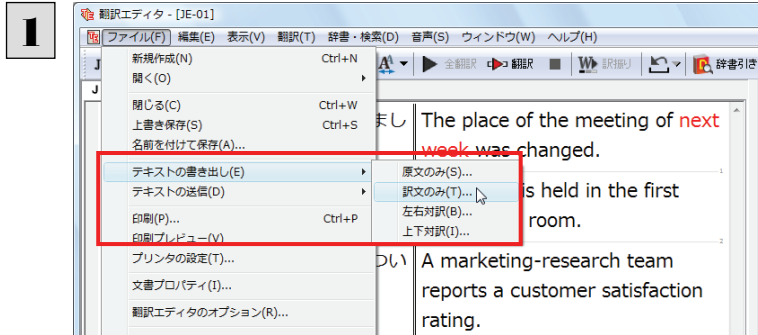 1
翻訳エディタ - [JE-01]
ファイル(F) 編集(E) 表示(V) 翻訳(T) 辞書・検索(D) 音声(S) ウィンドウ(W) ヘルプ(H)
新規作成(N) Ctrl+N
全翻訳 翻訳 訳振り 辞書引き
開く(O)
閉じる(C) Ctrl+W
上書き保存(S) Ctrl+S
名前を付けて保存(A)...
テキストの書き出し(E)
テキストの送信(D)
印刷(P)... Ctrl+P
印刷プレビュー(V)
プリンタの設定(T)...
文書プロパティ(I)...
翻訳エディタのオプション(R)...
原文のみ(S)...
訳文のみ(T)...
左右対訳(B)...
上下対訳(I)...
まし
The place of the meeting of next
week was changed.
1
is held in the first
room.
2
つい
A marketing-research team
reports a customer satisfaction
rating.